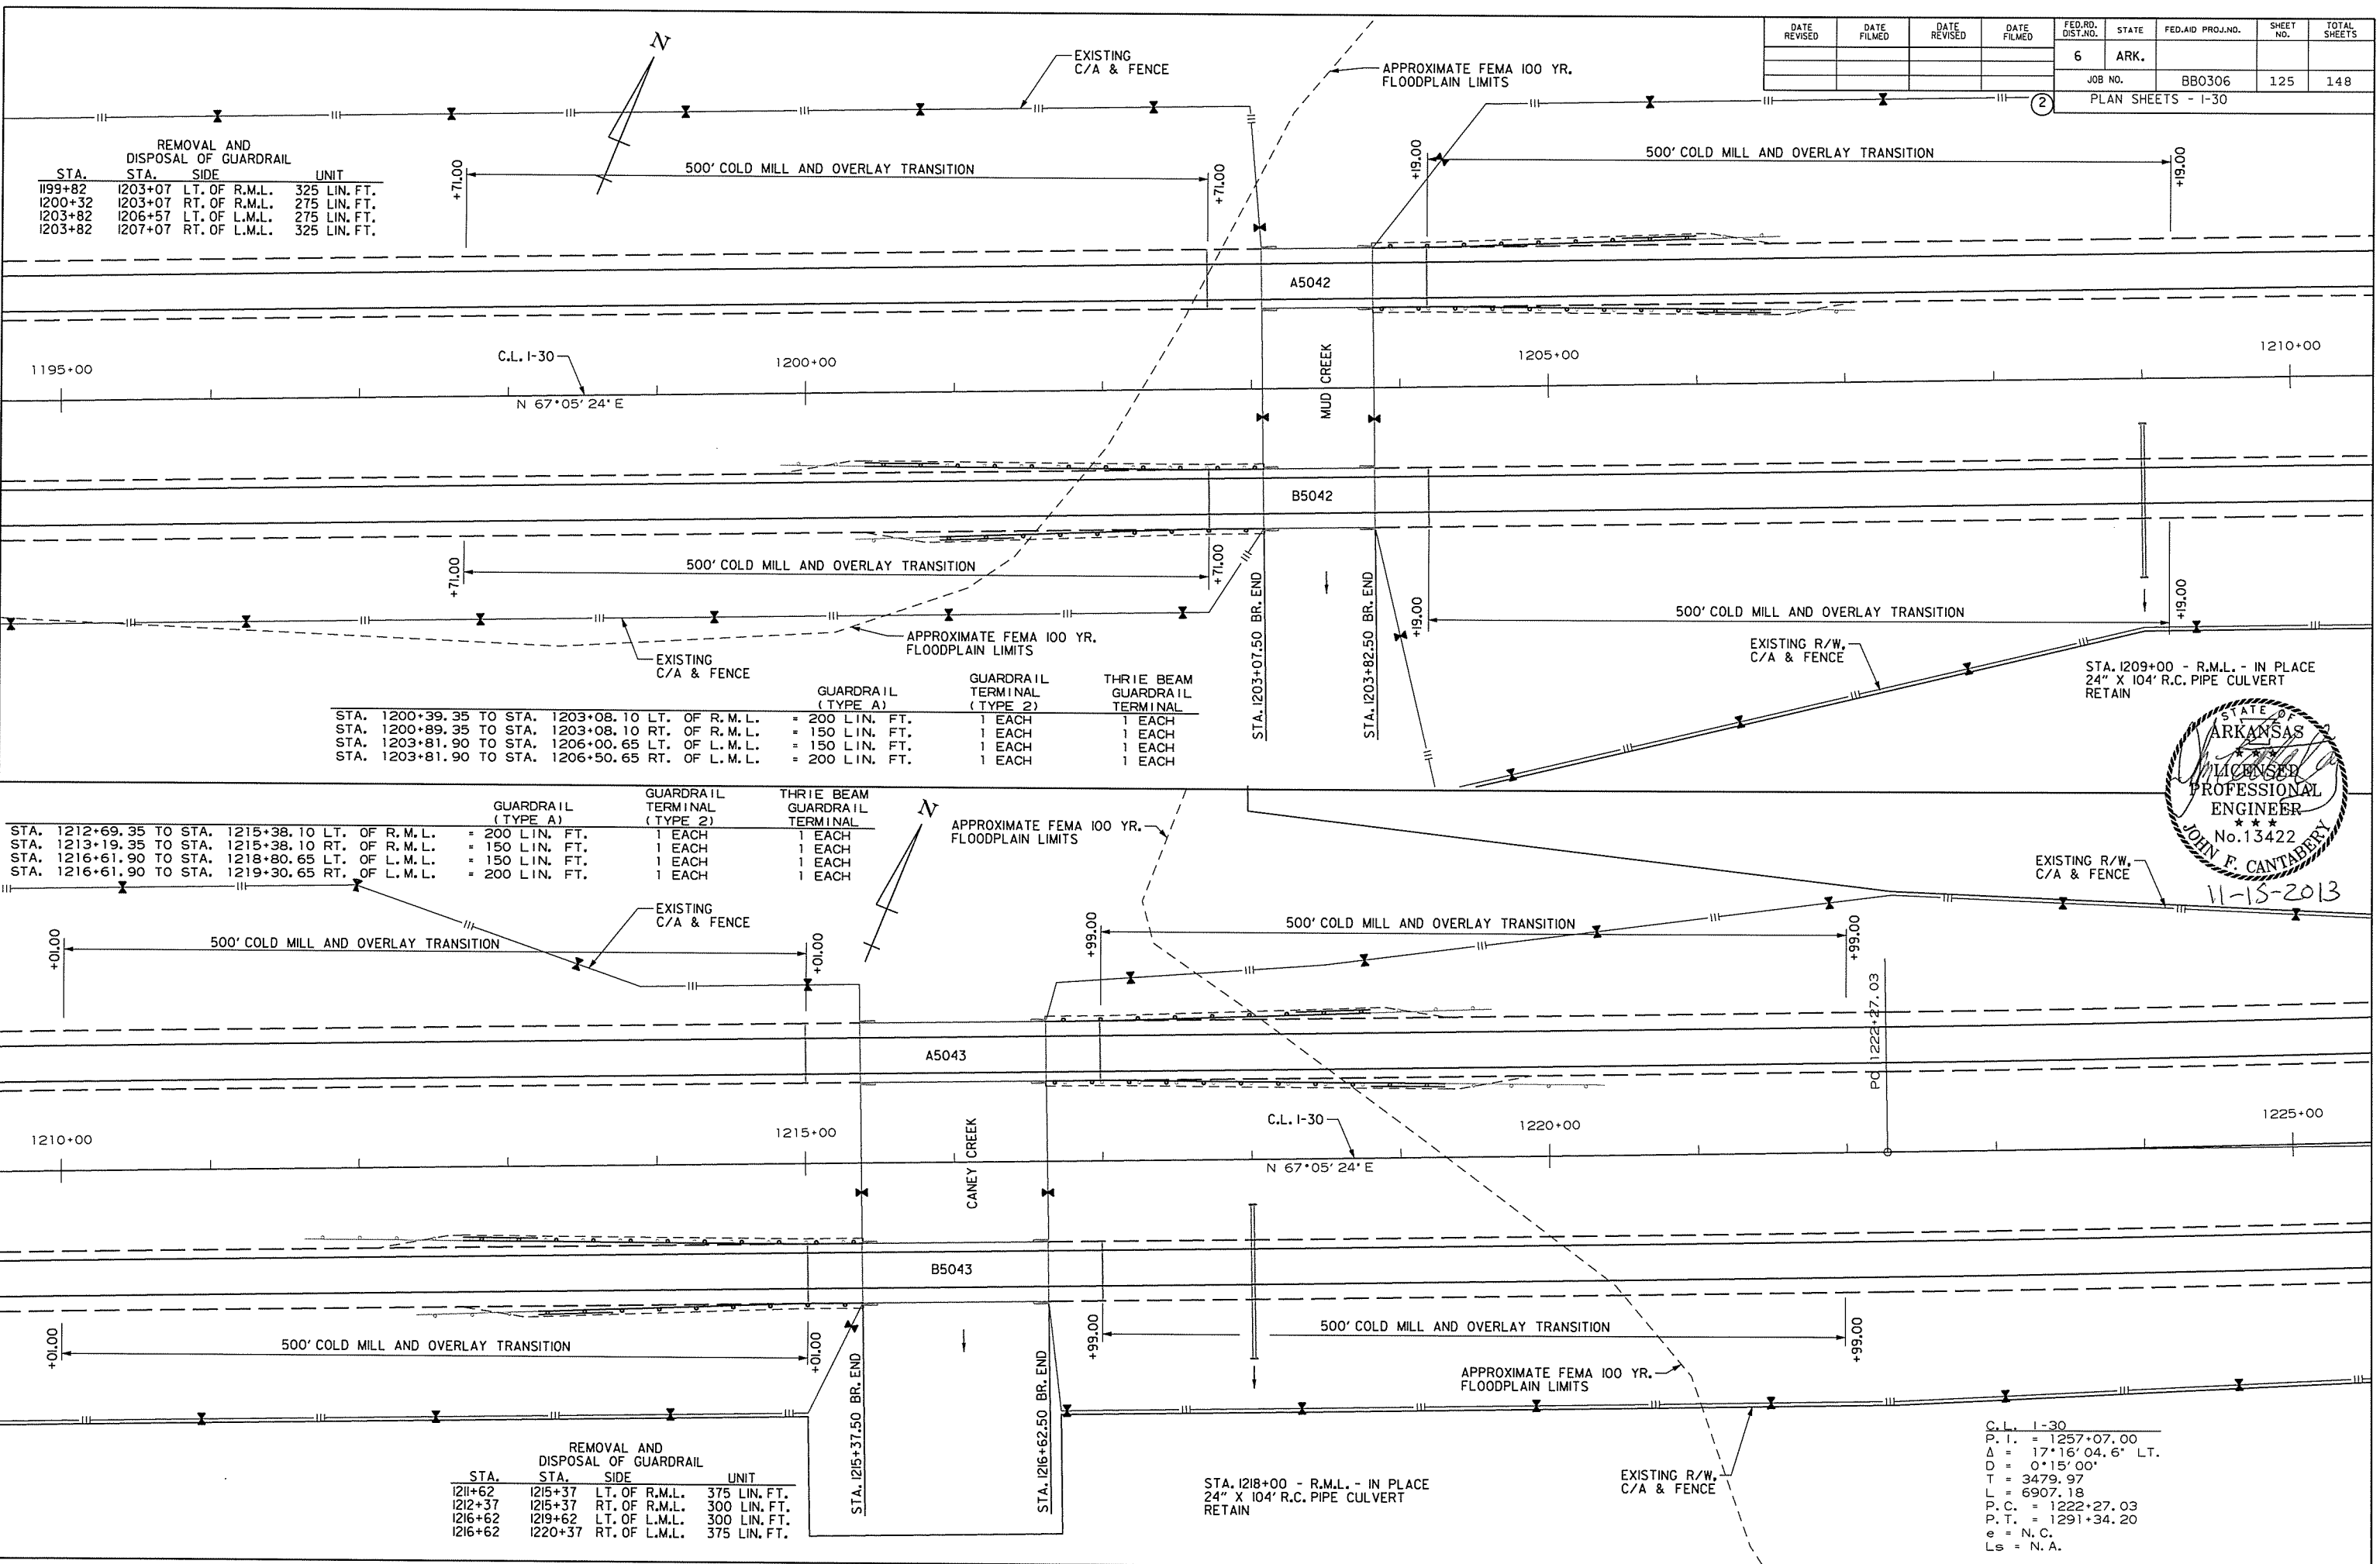 DATE REVISED DATE FILMED DATE REVISED DATE FILMED FED.RD. DIST.NO. STATE FED.AID PROJ.NO. SHEET NO. TOTAL SHEETS
6 ARK.
JOB NO. BB0306 125 148
2 PLAN SHEETS - I-30
N
EXISTING
C/A & FENCE
APPROXIMATE FEMA 100 YR.
FLOODPLAIN LIMITS
REMOVAL AND
DISPOSAL OF GUARDRAIL
STA. STA. SIDE UNIT
1199+82 1203+07 LT. OF R.M.L. 325 LIN. FT.
1200+32 1203+07 RT. OF R.M.L. 275 LIN. FT.
1203+82 1206+57 LT. OF L.M.L. 275 LIN. FT.
1203+82 1207+07 RT. OF L.M.L. 325 LIN. FT.
+71.00
500' COLD MILL AND OVERLAY TRANSITION
+71.00
+19.00
500' COLD MILL AND OVERLAY TRANSITION
+19.00
A5042
1195+00
C.L. I-30
1200+00
N 67°05'24" E
MUD CREEK
1205+00
1210+00
B5042
+71.00
500' COLD MILL AND OVERLAY TRANSITION
+71.00
+19.00
500' COLD MILL AND OVERLAY TRANSITION
+19.00
APPROXIMATE FEMA 100 YR.
FLOODPLAIN LIMITS
EXISTING
C/A & FENCE
STA. 1203+07.50 BR. END
STA. 1203+82.50 BR. END
EXISTING R/W,
C/A & FENCE
STA. 1209+00 - R.M.L. - IN PLACE
24" X 104' R.C. PIPE CULVERT
RETAIN
GUARDRAIL (TYPE A) GUARDRAIL TERMINAL (TYPE 2) THRIE BEAM GUARDRAIL TERMINAL
STA. 1200+39.35 TO STA. 1203+08.10 LT. OF R.M.L. = 200 LIN. FT. 1 EACH 1 EACH
STA. 1200+89.35 TO STA. 1203+08.10 RT. OF R.M.L. = 150 LIN. FT. 1 EACH 1 EACH
STA. 1203+81.90 TO STA. 1206+00.65 LT. OF L.M.L. = 150 LIN. FT. 1 EACH 1 EACH
STA. 1203+81.90 TO STA. 1206+50.65 RT. OF L.M.L. = 200 LIN. FT. 1 EACH 1 EACH
STATE OF
ARKANSAS
★ ★ ★
LICENSED
PROFESSIONAL
ENGINEER
★ ★ ★
No. 13422
JOHN F. CANTABERY
11-15-2013
GUARDRAIL (TYPE A) GUARDRAIL TERMINAL (TYPE 2) THRIE BEAM GUARDRAIL TERMINAL
STA. 1212+69.35 TO STA. 1215+38.10 LT. OF R.M.L. = 200 LIN. FT. 1 EACH 1 EACH
STA. 1213+19.35 TO STA. 1215+38.10 RT. OF R.M.L. = 150 LIN. FT. 1 EACH 1 EACH
STA. 1216+61.90 TO STA. 1218+80.65 LT. OF L.M.L. = 150 LIN. FT. 1 EACH 1 EACH
STA. 1216+61.90 TO STA. 1219+30.65 RT. OF L.M.L. = 200 LIN. FT. 1 EACH 1 EACH
N
APPROXIMATE FEMA 100 YR.
FLOODPLAIN LIMITS
EXISTING R/W,
C/A & FENCE
EXISTING
C/A & FENCE
+01.00
500' COLD MILL AND OVERLAY TRANSITION
+01.00
+99.00
500' COLD MILL AND OVERLAY TRANSITION
+99.00
PC 1222+27.03
A5043
1210+00
1215+00
CANEY CREEK
C.L. I-30
N 67°05'24" E
1220+00
1225+00
B5043
+01.00
500' COLD MILL AND OVERLAY TRANSITION
+01.00
+99.00
500' COLD MILL AND OVERLAY TRANSITION
+99.00
STA. 1215+37.50 BR. END
STA. 1216+62.50 BR. END
APPROXIMATE FEMA 100 YR.
FLOODPLAIN LIMITS
REMOVAL AND
DISPOSAL OF GUARDRAIL
STA. STA. SIDE UNIT
1211+62 1215+37 LT. OF R.M.L. 375 LIN. FT.
1212+37 1215+37 RT. OF R.M.L. 300 LIN. FT.
1216+62 1219+62 LT. OF L.M.L. 300 LIN. FT.
1216+62 1220+37 RT. OF L.M.L. 375 LIN. FT.
STA. 1218+00 - R.M.L. - IN PLACE
24" X 104' R.C. PIPE CULVERT
RETAIN
EXISTING R/W,
C/A & FENCE
C.L. I-30
P.I. = 1257+07.00
Δ = 17°16'04.6" LT.
D = 0°15'00"
T = 3479.97
L = 6907.18
P.C. = 1222+27.03
P.T. = 1291+34.20
e = N.C.
Ls = N.A.